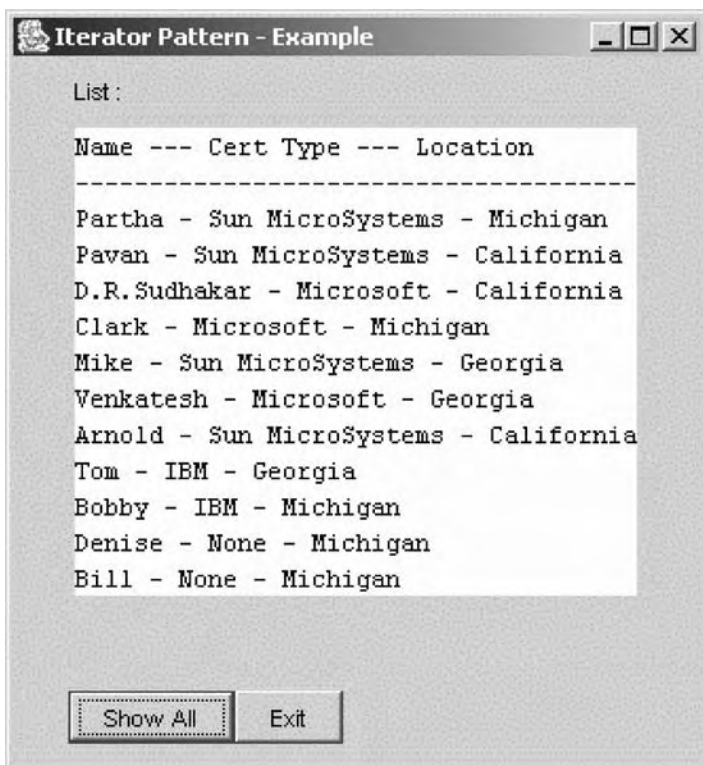 Iterator Pattern - Example
List :
Name --- Cert Type --- Location
--------------------------------------
Partha - Sun MicroSystems - Michigan
Pavan - Sun MicroSystems - California
D.R.Sudhakar - Microsoft - California
Clark - Microsoft - Michigan
Mike - Sun MicroSystems - Georgia
Venkatesh - Microsoft - Georgia
Arnold - Sun MicroSystems - California
Tom - IBM - Georgia
Bobby - IBM - Michigan
Denise - None - Michigan
Bill - None - Michigan
Show All Exit